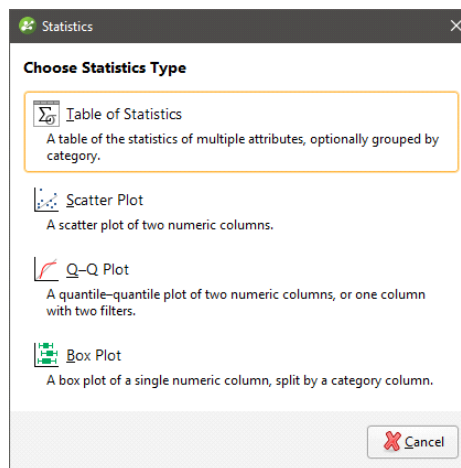 Statistics
Choose Statistics Type
Table of Statistics
A table of the statistics of multiple attributes, optionally grouped by
category.
Scatter Plot
A scatter plot of two numeric columns.
Q–Q Plot
A quantile–quantile plot of two numeric columns, or one column
with two filters.
Box Plot
A box plot of a single numeric column, split by a category column.
Cancel